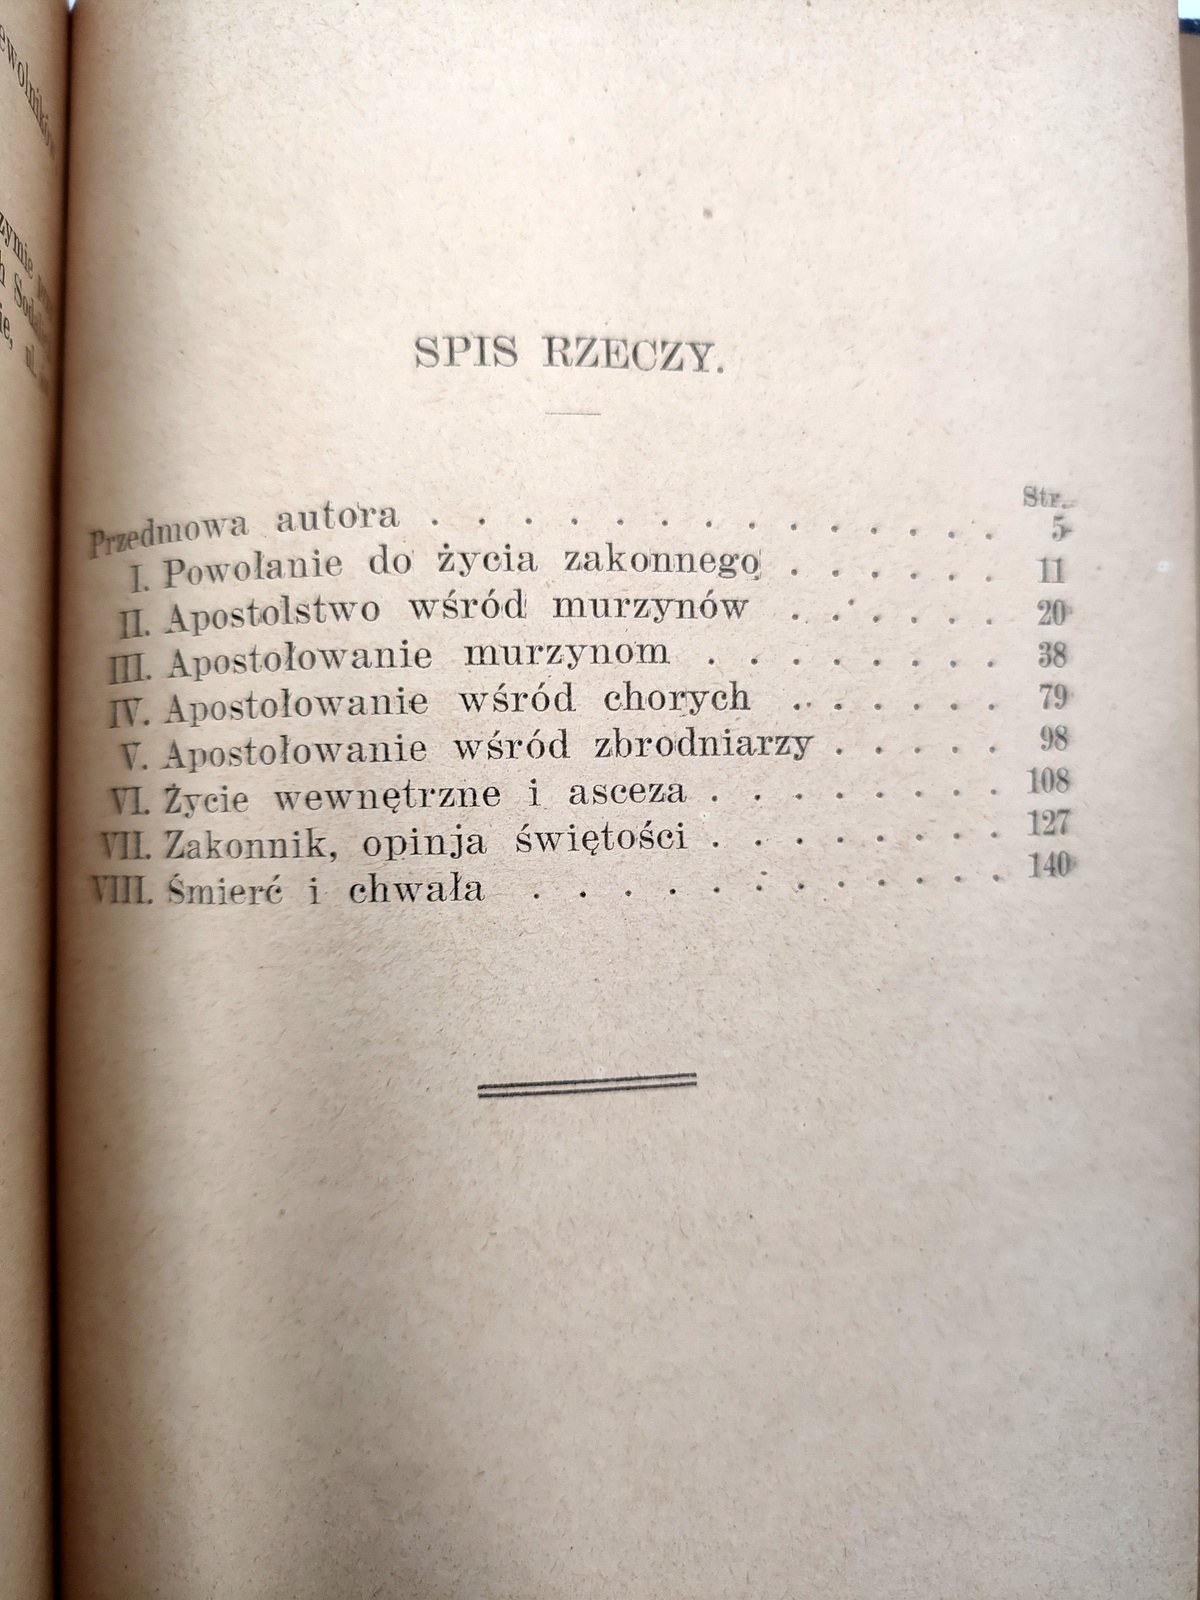 SPIS RZECZY.
Str.
Przedmowa autora . . . . . . . . . . . . . 5
I. Powołanie do życia zakonnego . . . . . 11
II. Apostolstwo wśród murzynów . . . . . 20
III. Apostołowanie murzynom . . . . . . . 38
IV. Apostołowanie wśród chorych . . . . . . 79
V. Apostołowanie wśród zbrodniarzy . . . . 98
VI. Życie wewnętrzne i asceza . . . . . . . 108
VII. Zakonnik, opinja świętości . . . . . . . 127
VIII. Śmierć i chwała . . . . . . . . . . . 140